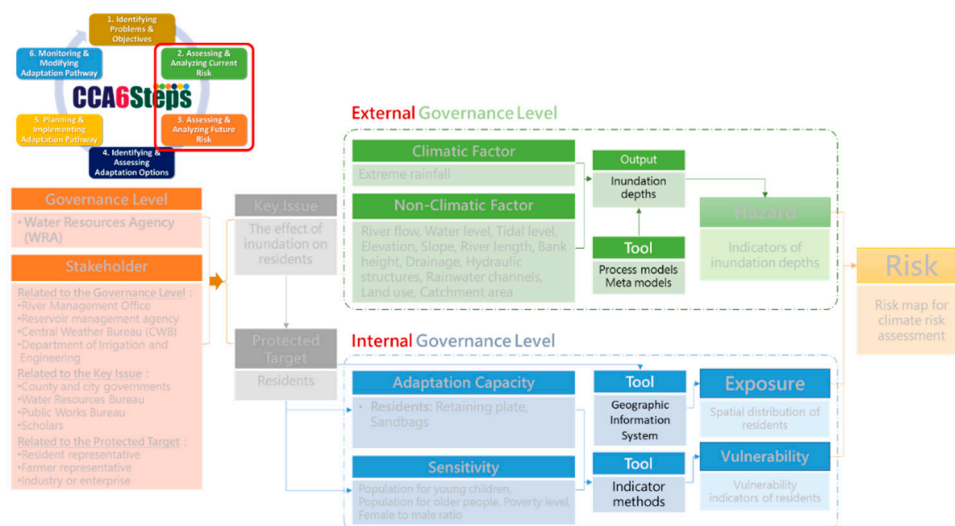 1. Identifying
Problems &
Objectives
6. Monitoring &
Modifying
Adaptation Pathway
2. Assessing &
Analyzing Current
Risk
CCA6Steps
5. Planning &
Implementing
Adaptation Pathway
3. Assessing &
Analyzing Future
Risk
4. Identifying &
Assessing
Adaptation Options
Governance Level
•Water Resources Agency
(WRA)
Stakeholder
Related to the Governance Level :
•River Management Office
•Reservoir management agency
•Central Weather Bureau (CWB)
•Department of Irrigation and
Engineering
Related to the Key Issue :
•County and city governments
•Water Resources Bureau
•Public Works Bureau
•Scholars
Related to the Protected Target :
•Resident representative
•Farmer representative
•Industry or enterprise
Key Issue
The effect of
inundation on
residents
Protected
Target
Residents
External Governance Level
Climatic Factor
Extreme rainfall
Non-Climatic Factor
River flow, Water level, Tidal level,
Elevation, Slope, River length, Bank
height, Drainage, Hydraulic
structures, Rainwater channels,
Land use, Catchment area
Output
Inundation
depths
Tool
Process models
Meta models
Hazard
Indicators of
inundation depths
Internal Governance Level
Adaptation Capacity
• Residents: Retaining plate,
Sandbags
Sensitivity
Population for young children,
Population for older people, Poverty level,
Female to male ratio
Tool
Geographic
Information
System
Tool
Indicator
methods
Exposure
Spatial distribution of
residents
Vulnerability
Vulnerability
indicators of residents
Risk
Risk map for
climate risk
assessment